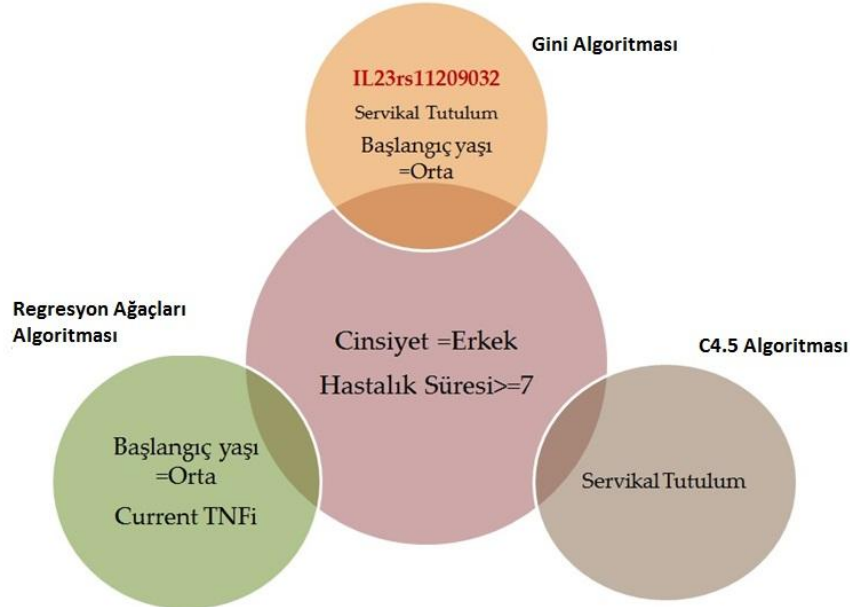 Gini Algoritması
IL23rs11209032
Servikal Tutulum
Başlangıç yaşı
=Orta
Regresyon Ağaçları
Algoritması
Cinsiyet =Erkek
Hastalık Süresi>=7
C4.5 Algoritması
Başlangıç yaşı
=Orta
Current TNFi
Servikal Tutulum